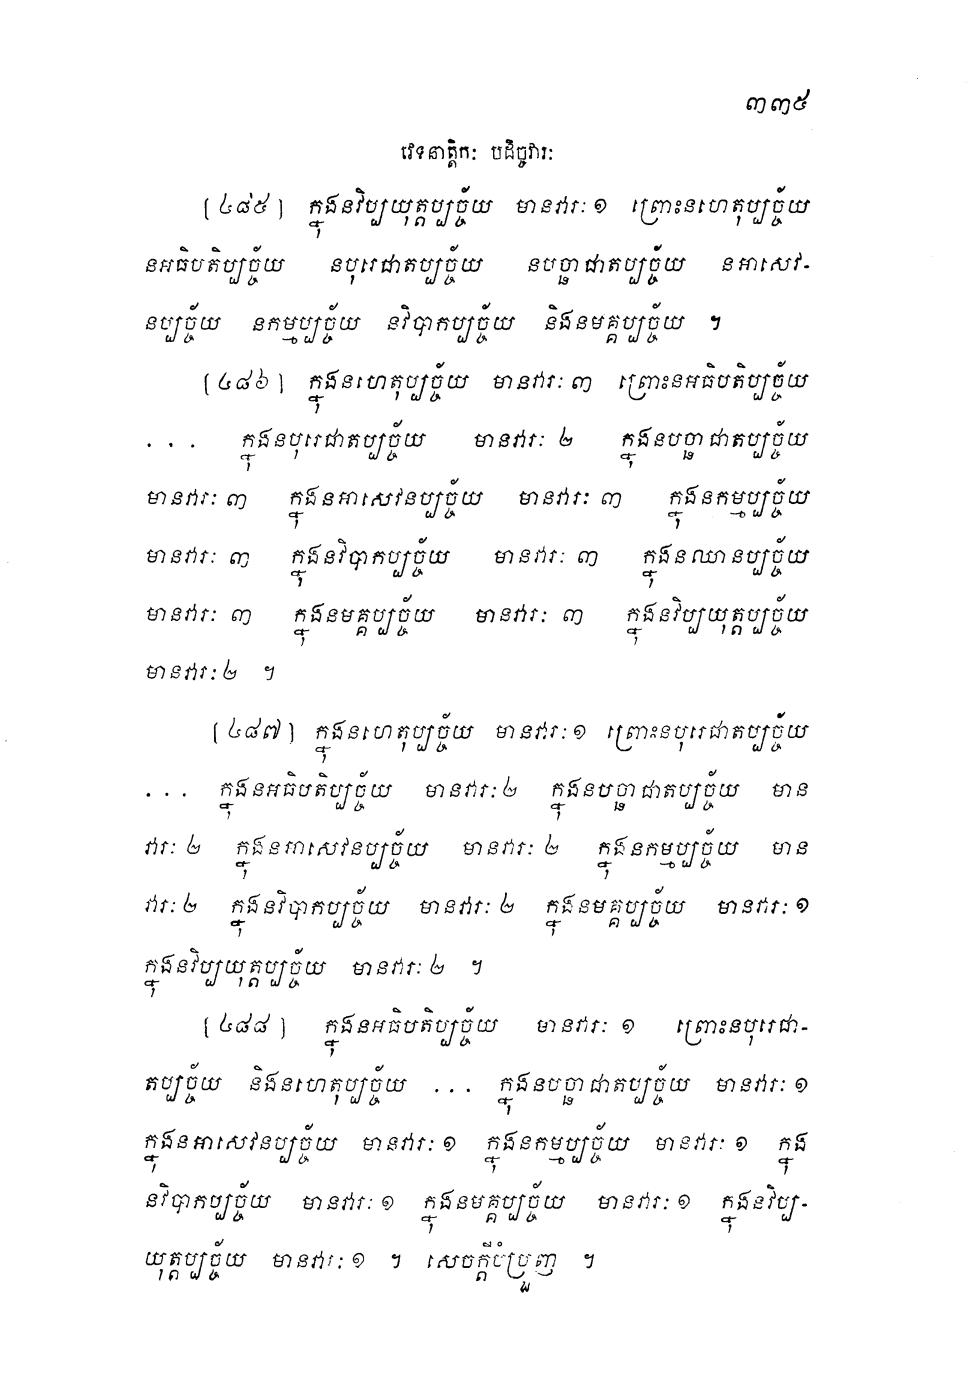 ៣៣៥
វេទនាត្តិកៈ បដិច្ចវារៈ
[៤៨៥] ក្នុងនវិប្បយុត្តប្បច្ច័យ មានវារៈ ១ ព្រោះនហេតុប្បច្ច័យ
នអធិបតិប្បច្ច័យ នបុរេជាតប្បច្ច័យ នបច្ឆាជាតប្បច្ច័យ នអាសេវ-
នប្បច្ច័យ នកម្មប្បច្ច័យ នវិបាកប្បច្ច័យ និងនមគ្គប្បច្ច័យ ។
[៤៨៦] ក្នុងនហេតុប្បច្ច័យ មានវារៈ ៣ ព្រោះនអធិបតិប្បច្ច័យ
... ក្នុងនបុរេជាតប្បច្ច័យ មានវារៈ ២ ក្នុងនបច្ឆាជាតប្បច្ច័យ
មានវារៈ ៣ ក្នុងនអាសេវនប្បច្ច័យ មានវារៈ ៣ ក្នុងនកម្មប្បច្ច័យ
មានវារៈ ៣ ក្នុងនវិបាកប្បច្ច័យ មានវារៈ ៣ ក្នុងនឈានប្បច្ច័យ
មានវារៈ ៣ ក្នុងនមគ្គប្បច្ច័យ មានវារៈ ៣ ក្នុងនវិប្បយុត្តប្បច្ច័យ
មានវារៈ ២ ។
[៤៨៧] ក្នុងនហេតុប្បច្ច័យ មានវារៈ ១ ព្រោះនបុរេជាតប្បច្ច័យ
... ក្នុងនអធិបតិប្បច្ច័យ មានវារៈ ២ ក្នុងនបច្ឆាជាតប្បច្ច័យ មាន
វារៈ ២ ក្នុងនអាសេវនប្បច្ច័យ មានវារៈ ២ ក្នុងនកម្មប្បច្ច័យ មាន
វារៈ ២ ក្នុងនវិបាកប្បច្ច័យ មានវារៈ ២ ក្នុងនមគ្គប្បច្ច័យ មានវារៈ ១
ក្នុងនវិប្បយុត្តប្បច្ច័យ មានវារៈ ២ ។
[៤៨៨] ក្នុងនអធិបតិប្បច្ច័យ មានវារៈ ១ ព្រោះនបុរេជា-
តប្បច្ច័យ និងនហេតុប្បច្ច័យ ... ក្នុងនបច្ឆាជាតប្បច្ច័យ មានវារៈ ១
ក្នុងនអាសេវនប្បច្ច័យ មានវារៈ ១ ក្នុងនកម្មប្បច្ច័យ មានវារៈ ១ ក្នុង
នវិបាកប្បច្ច័យ មានវារៈ ១ ក្នុងនមគ្គប្បច្ច័យ មានវារៈ ១ ក្នុងនវិប្ប-
យុត្តប្បច្ច័យ មានវារៈ ១ ។ សេចក្តីបំប្រួញ ។